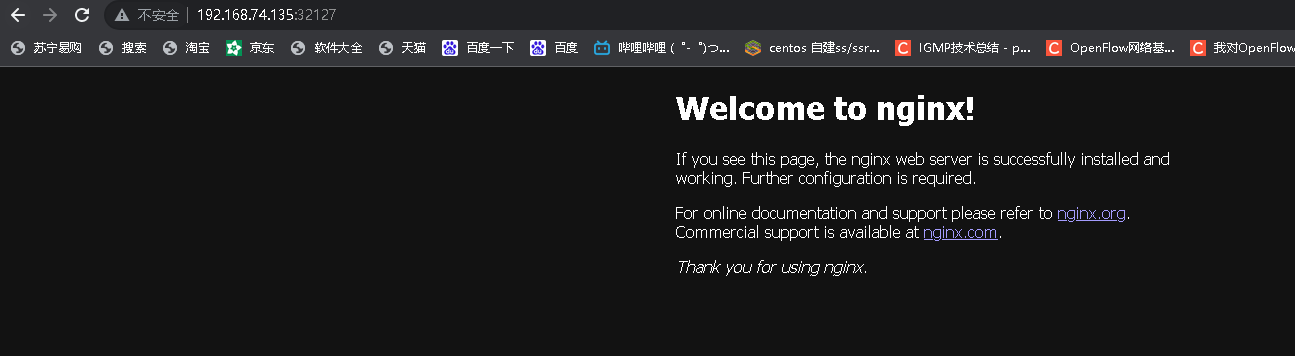 不安全 192.168.74.135:32127
苏宁易购 搜索 淘宝 京东 软件大全 天猫 百度一下 百度 哔哩哔哩 ( ゜- ゜)つ... centos 自建ss/ssr... IGMP技术总结 - p... OpenFlow网络基... 我对OpenFlow
Welcome to nginx!
If you see this page, the nginx web server is successfully installed and
working. Further configuration is required.
For online documentation and support please refer to nginx.org.
Commercial support is available at nginx.com.
Thank you for using nginx.